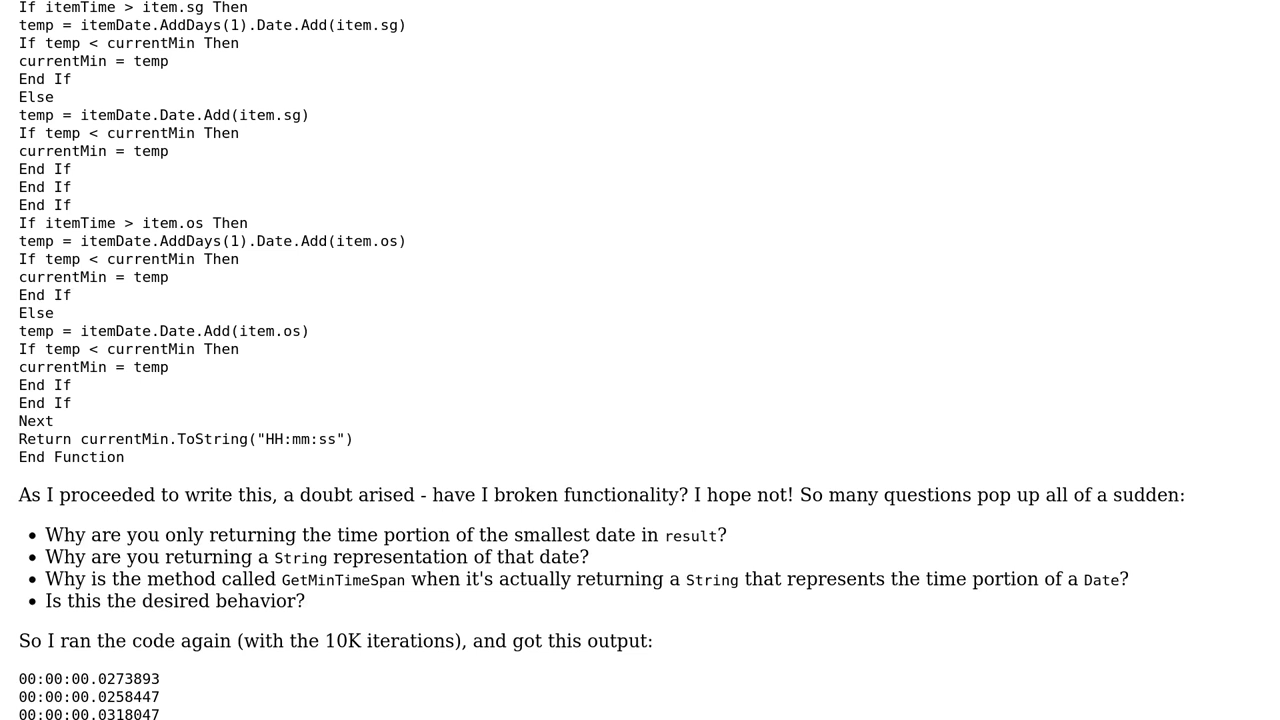 If itemTime > item.sg Then
temp = itemDate.AddDays(1).Date.Add(item.sg)
If temp < currentMin Then
currentMin = temp
End If
Else
temp = itemDate.Date.Add(item.sg)
If temp < currentMin Then
currentMin = temp
End If
End If
End If
If itemTime > item.os Then
temp = itemDate.AddDays(1).Date.Add(item.os)
If temp < currentMin Then
currentMin = temp
End If
Else
temp = itemDate.Date.Add(item.os)
If temp < currentMin Then
currentMin = temp
End If
End If
Next
Return currentMin.ToString("HH:mm:ss")
End Function
As I proceeded to write this, a doubt arised - have I broken functionality? I hope not! So many questions pop up all of a sudden:
• Why are you only returning the time portion of the smallest date in result?
• Why are you returning a String representation of that date?
• Why is the method called GetMinTimeSpan when it's actually returning a String that represents the time portion of a Date?
• Is this the desired behavior?
So I ran the code again (with the 10K iterations), and got this output:
00:00:00.0273893
00:00:00.0258447
00:00:00.0318047